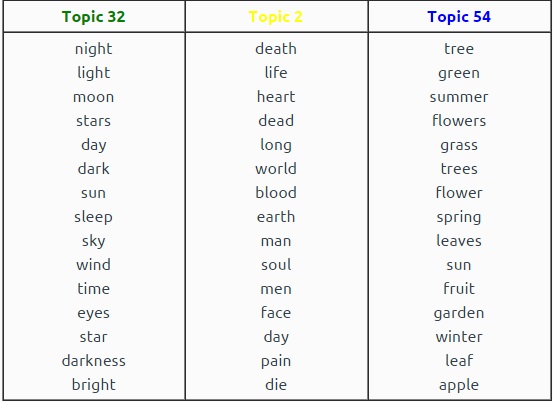 Topic 32 Topic 2 Topic 54
night death tree
light life green
moon heart summer
stars dead flowers
day long grass
dark world trees
sun blood flower
sleep earth spring
sky man leaves
wind soul sun
time men fruit
eyes face garden
star day winter
darkness pain leaf
bright die apple